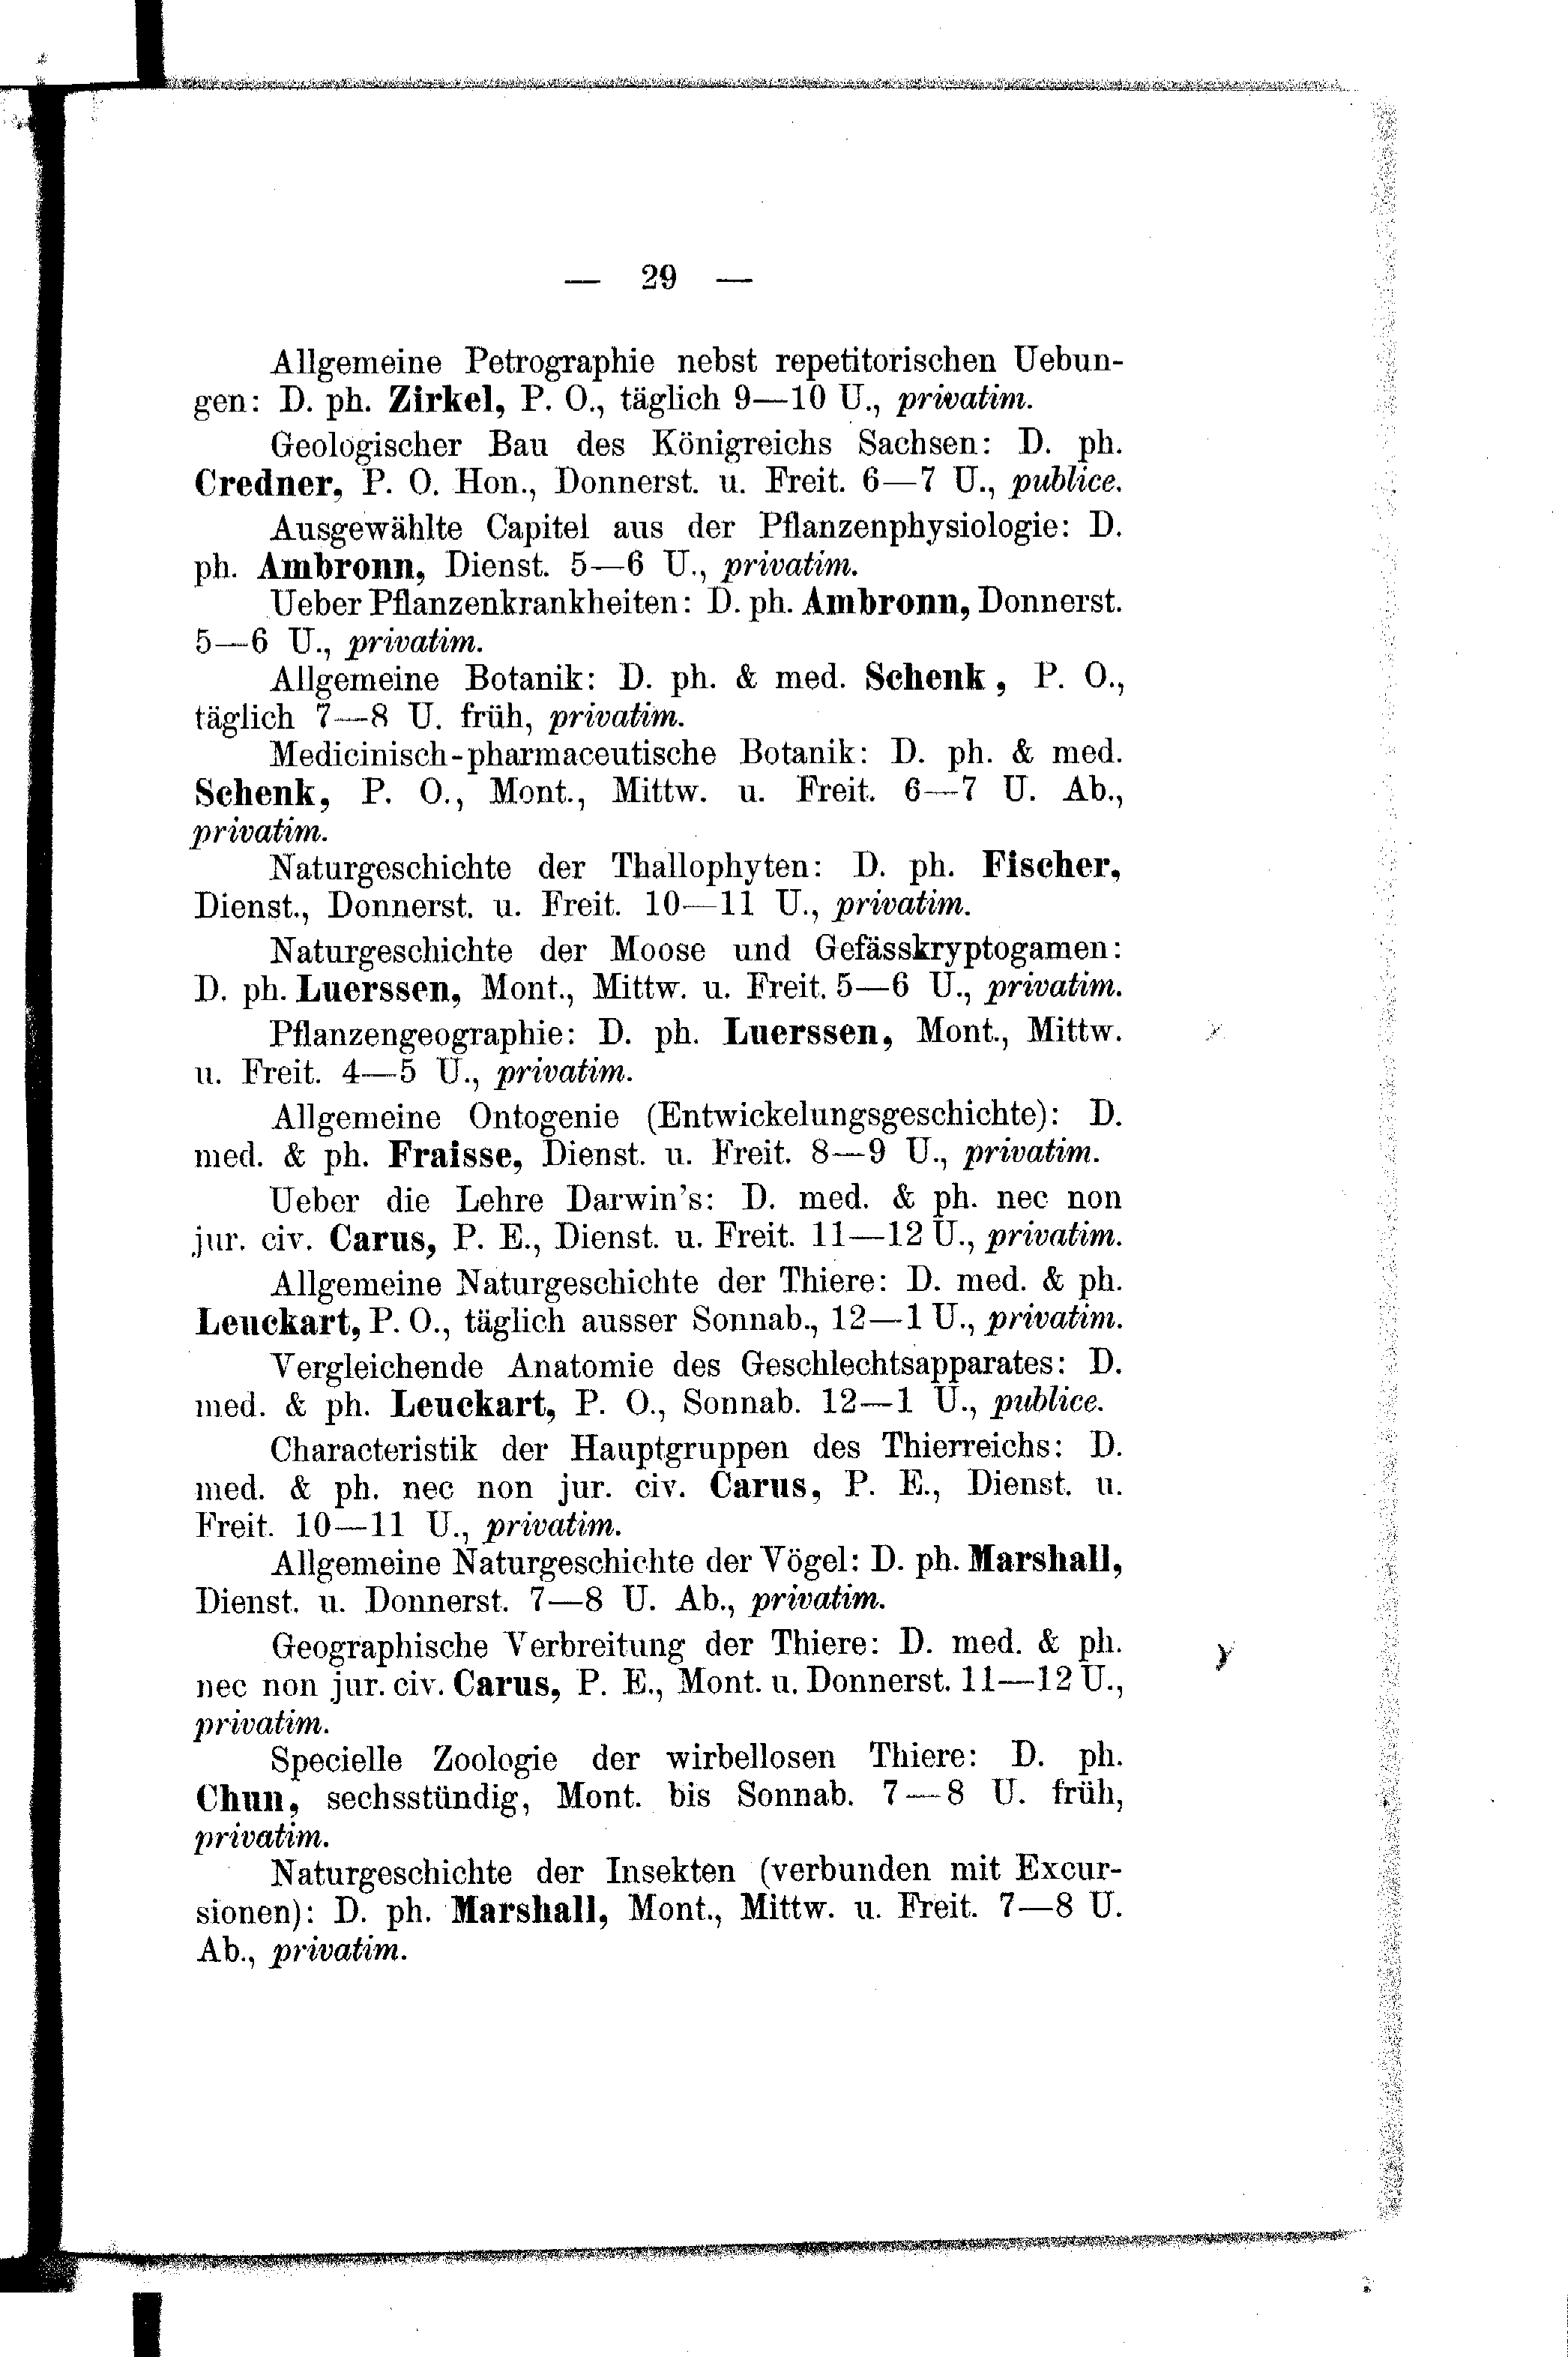 — 29 —
Allgemeine Petrographie nebst repetitorischen Uebun-
gen: D. ph. Zirkel, P. O., täglich 9—10 U., privatim.
Geologischer Bau des Königreichs Sachsen: D. ph.
Credner, P. O. Hon., Donnerst. u. Freit. 6—7 U., publice.
Ausgewählte Capitel aus der Pflanzenphysiologie: D.
ph. Ambronn, Dienst. 5—6 U., privatim.
Ueber Pflanzenkrankheiten: D. ph. Ambronn, Donnerst.
5—6 U., privatim.
Allgemeine Botanik: D. ph. & med. Schenk, P. O.,
täglich 7—8 U. früh, privatim.
Medicinisch-pharmaceutische Botanik: D. ph. & med.
Schenk, P. O., Mont., Mittw. u. Freit. 6—7 U. Ab.,
privatim.
Naturgeschichte der Thallophyten: D. ph. Fischer,
Dienst., Donnerst. u. Freit. 10—11 U., privatim.
Naturgeschichte der Moose und Gefässkryptogamen:
D. ph. Luerssen, Mont., Mittw. u. Freit. 5—6 U., privatim.
Pflanzengeographie: D. ph. Luerssen, Mont., Mittw.
u. Freit. 4—5 U., privatim.
Allgemeine Ontogenie (Entwickelungsgeschichte): D.
med. & ph. Fraisse, Dienst. u. Freit. 8—9 U., privatim.
Ueber die Lehre Darwin's: D. med. & ph. nec non
jur. civ. Carus, P. E., Dienst. u. Freit. 11—12 U., privatim.
Allgemeine Naturgeschichte der Thiere: D. med. & ph.
Leuckart, P. O., täglich ausser Sonnab., 12—1 U., privatim.
Vergleichende Anatomie des Geschlechtsapparates: D.
med. & ph. Leuckart, P. O., Sonnab. 12—1 U., publice.
Characteristik der Hauptgruppen des Thierreichs: D.
med. & ph. nec non jur. civ. Carus, P. E., Dienst. u.
Freit. 10—11 U., privatim.
Allgemeine Naturgeschichte der Vögel: D. ph. Marshall,
Dienst. u. Donnerst. 7—8 U. Ab., privatim.
Geographische Verbreitung der Thiere: D. med. & ph.
nec non jur. civ. Carus, P. E., Mont. u. Donnerst. 11—12 U.,
privatim.
Specielle Zoologie der wirbellosen Thiere: D. ph.
Chun, sechsstündig, Mont. bis Sonnab. 7—8 U. früh,
privatim.
Naturgeschichte der Insekten (verbunden mit Excur-
sionen): D. ph. Marshall, Mont., Mittw. u. Freit. 7—8 U.
Ab., privatim.